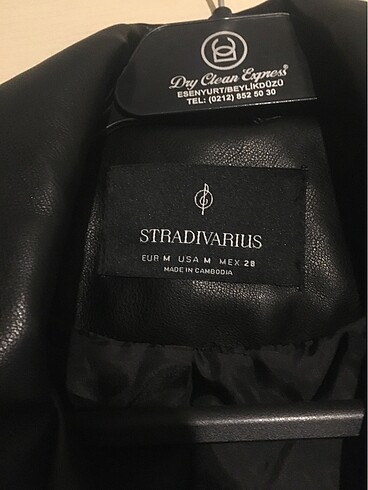 Dry Clean Express®
ESENYURT/BEYLİKDÜZÜ
TEL: (0212) 852 50 30
STRADIVARIUS
EUR M USA M MEX 28
MADE IN CAMBODIA